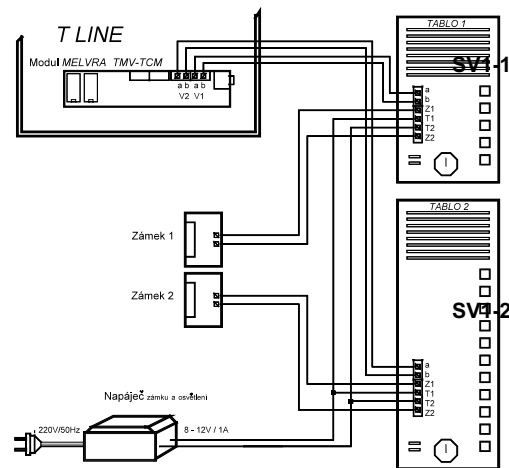 T LINE
Modul MELVRA TMV-TCM
a b a b
V2 V1
TABLO 1
SV1-1
a
b
Z1
T1
T2
Z2
Zámek 1
Zámek 2
TABLO 2
SV1-2
a
b
Z1
T1
T2
Z2
Napáječ zámku a osvětlení
220V/50Hz
8 - 12V / 1A